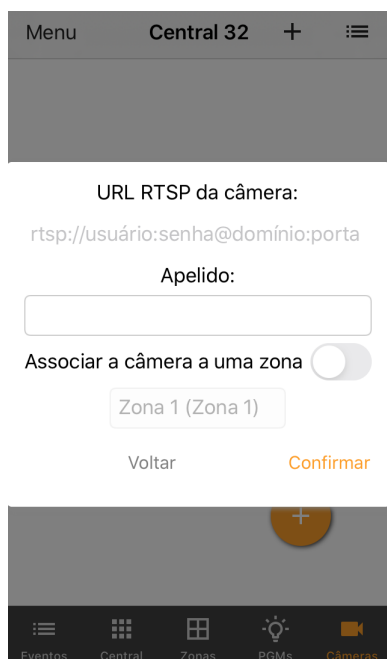 Menu Central 32 +
URL RTSP da câmera:
rtsp://usuário:senha@domínio:porta
Apelido:
Associar a câmera a uma zona
Zona 1 (Zona 1)
Voltar Confirmar
+
Eventos Central Zonas PGMs Câmeras